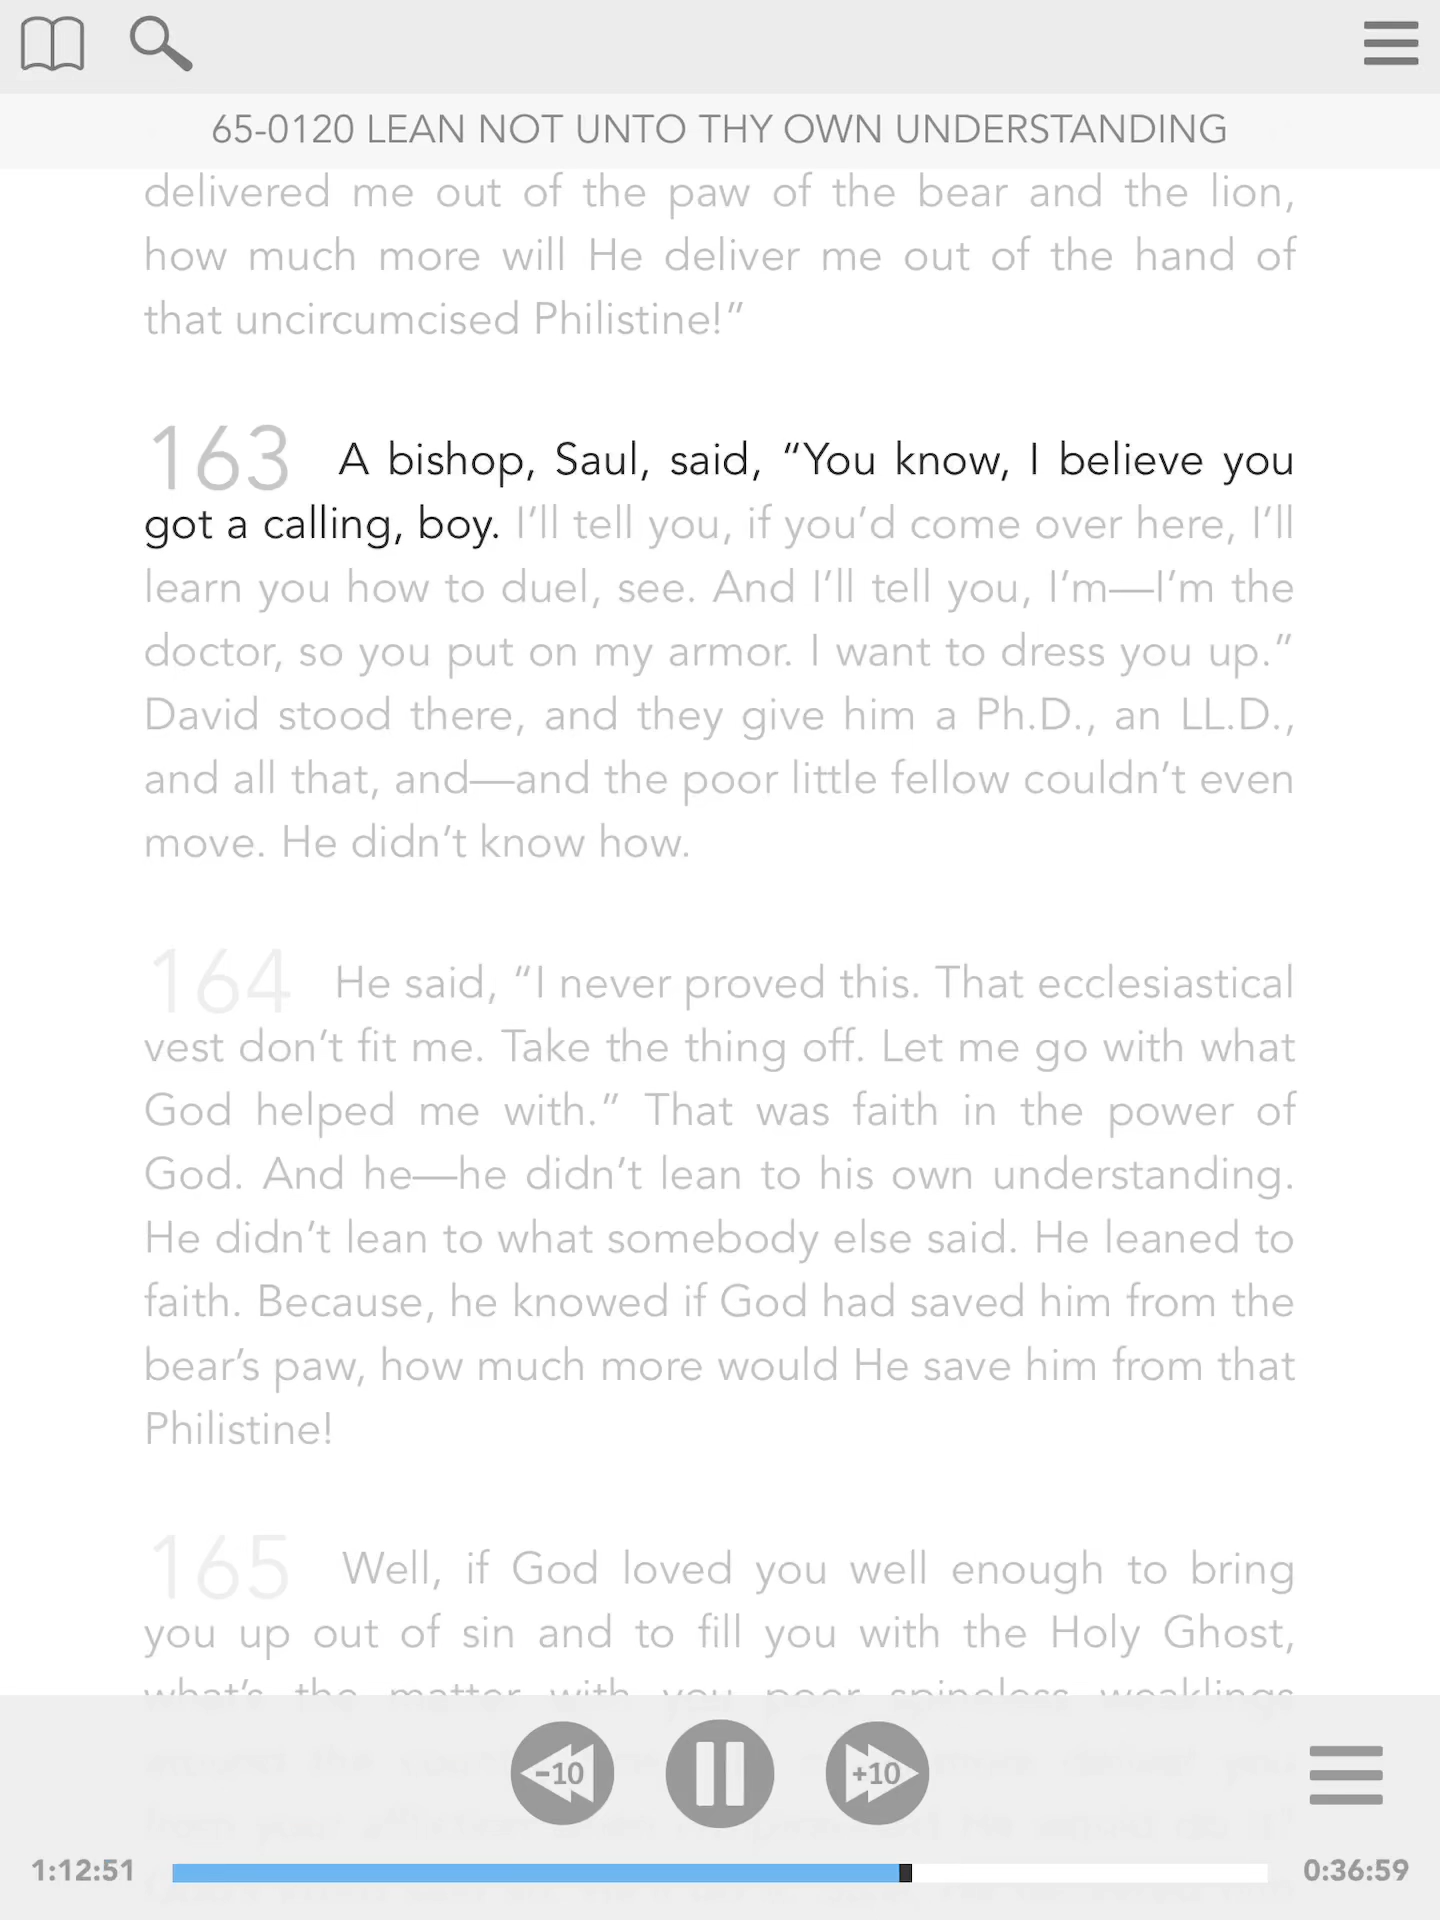 65-0120 LEAN NOT UNTO THY OWN UNDERSTANDING
delivered me out of the paw of the bear and the lion,
how much more will He deliver me out of the hand of
that uncircumcised Philistine!”
163 A bishop, Saul, said, “You know, I believe you
got a calling, boy. I’ll tell you, if you’d come over here, I’ll
learn you how to duel, see. And I’ll tell you, I’m—I’m the
doctor, so you put on my armor. I want to dress you up.”
David stood there, and they give him a Ph.D., an LL.D.,
and all that, and—and the poor little fellow couldn’t even
move. He didn’t know how.
164 He said, “I never proved this. That ecclesiastical
vest don’t fit me. Take the thing off. Let me go with what
God helped me with.” That was faith in the power of
God. And he—he didn’t lean to his own understanding.
He didn’t lean to what somebody else said. He leaned to
faith. Because, he knowed if God had saved him from the
bear’s paw, how much more would He save him from that
Philistine!
165 Well, if God loved you well enough to bring
you up out of sin and to fill you with the Holy Ghost,
what’s the matter with you poor spineless weaklings
-10 +10
1:12:51 0:36:59